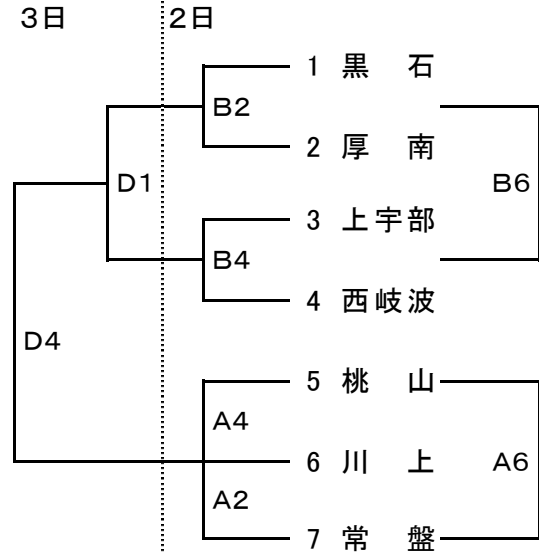 3日 2日
1 黒 石
B2
2 厚 南
D1 B6
3 上宇部
B4
4 西岐波
D4
5 桃 山
A4
6 川 上 A6
A2
7 常 盤